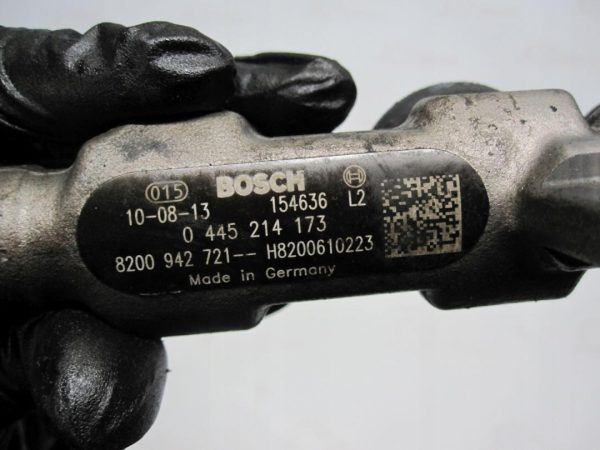 015 BOSCH
10-08-13 154636 L2
0 445 214 173
8200 942 721-- H8200610223
Made in Germany